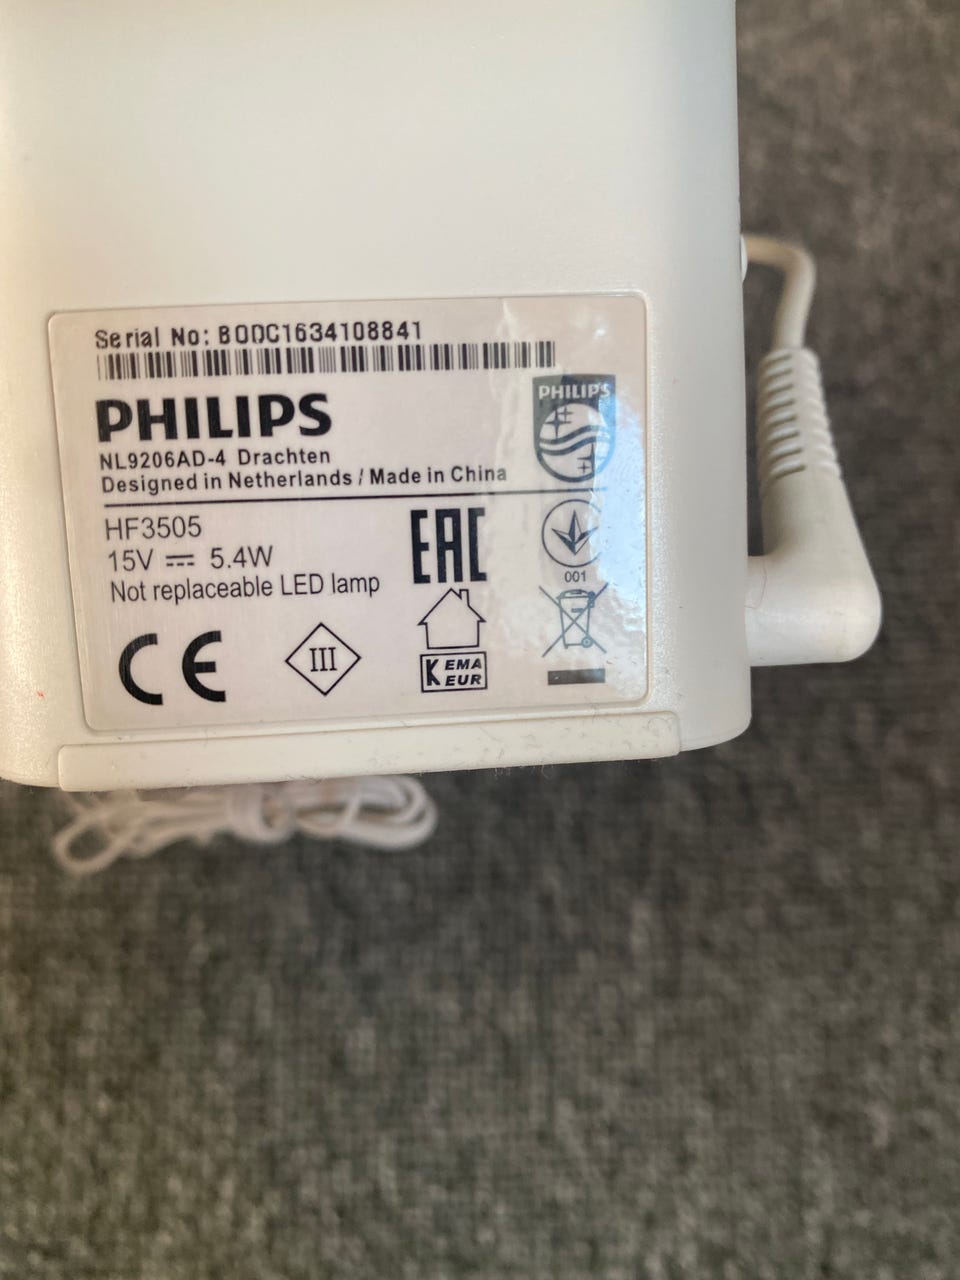 Serial No: BODC1634108841
PHILIPS
PHILIPS
NL9206AD-4 Drachten
Designed in Netherlands / Made in China
HF3505
15V ⎓ 5.4W
Not replaceable LED lamp
EAC
001
CE
III
KEMA
EUR